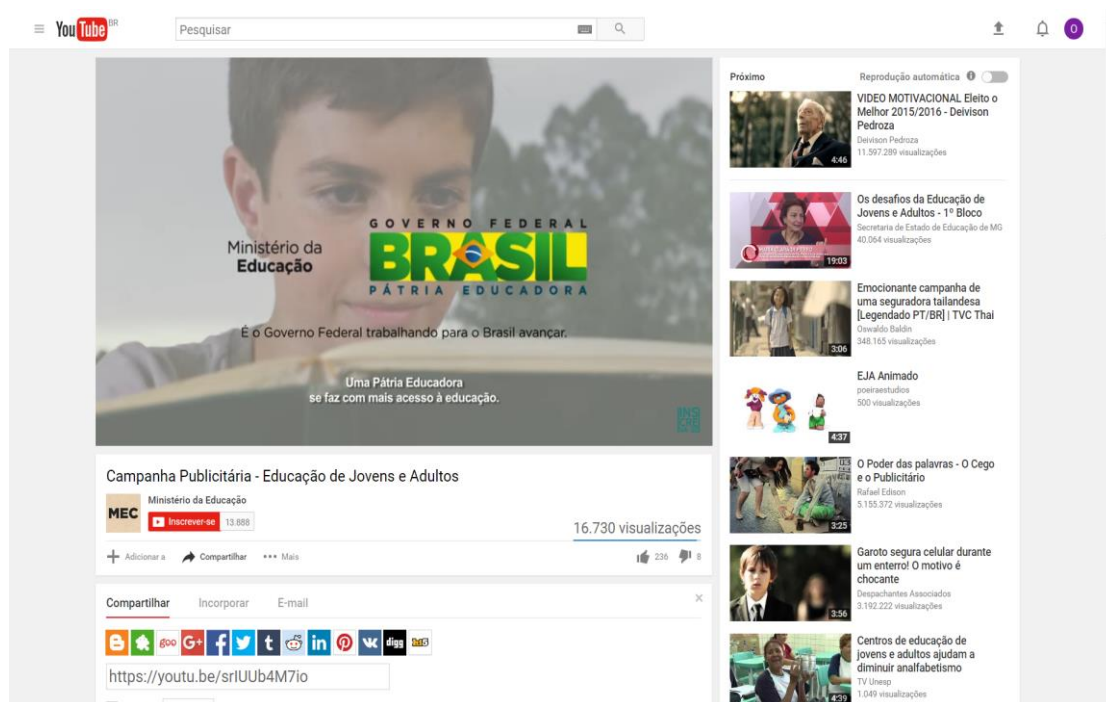 YouTube BR
Pesquisar
O
GOVERNO FEDERAL
Ministério da
Educação
BRASIL
PÁTRIA EDUCADORA
É o Governo Federal trabalhando para o Brasil avançar.
Uma Pátria Educadora
se faz com mais acesso à educação.
Campanha Publicitária - Educação de Jovens e Adultos
MEC
Ministério da Educação
Inscrever-se 13.888
16.730 visualizações
Adicionar a Compartilhar Mais
236 8
Compartilhar Incorporar E-mail
goo G+ f t in digg
https://youtu.be/srIUUb4M7io
Próximo Reprodução automática
VIDEO MOTIVACIONAL Eleito o
Melhor 2015/2016 - Deivison
Pedroza
Deivison Pedroza
11.597.289 visualizações
4:46
Os desafios da Educação de
Jovens e Adultos - 1º Bloco
Secretaria de Estado de Educação de MG
40.064 visualizações
19:03
Emocionante campanha de
uma seguradora tailandesa
[Legendado PT/BR] | TVC Thai
Oswaldo Baldin
348.165 visualizações
3:06
EJA Animado
poeiraestudios
500 visualizações
4:37
O Poder das palavras - O Cego
e o Publicitário
Rafael Edison
5.155.372 visualizações
3:25
Garoto segura celular durante
um enterro! O motivo é
chocante
Despachantes Associados
3.192.222 visualizações
3:56
Centros de educação de
jovens e adultos ajudam a
diminuir analfabetismo
TV Unesp
1.049 visualizações
4:39